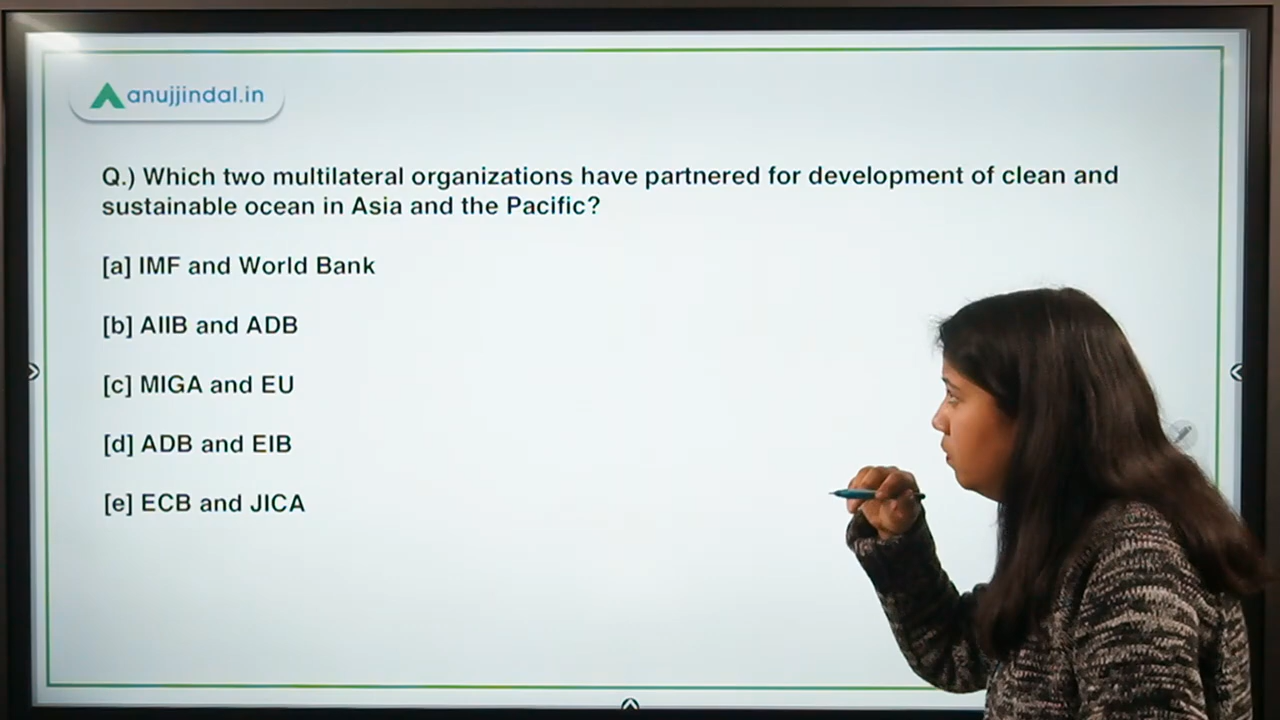 anujjindal.in
Q.) Which two multilateral organizations have partnered for development of clean and
sustainable ocean in Asia and the Pacific?
[a] IMF and World Bank
[b] AIIB and ADB
[c] MIGA and EU
[d] ADB and EIB
[e] ECB and JICA